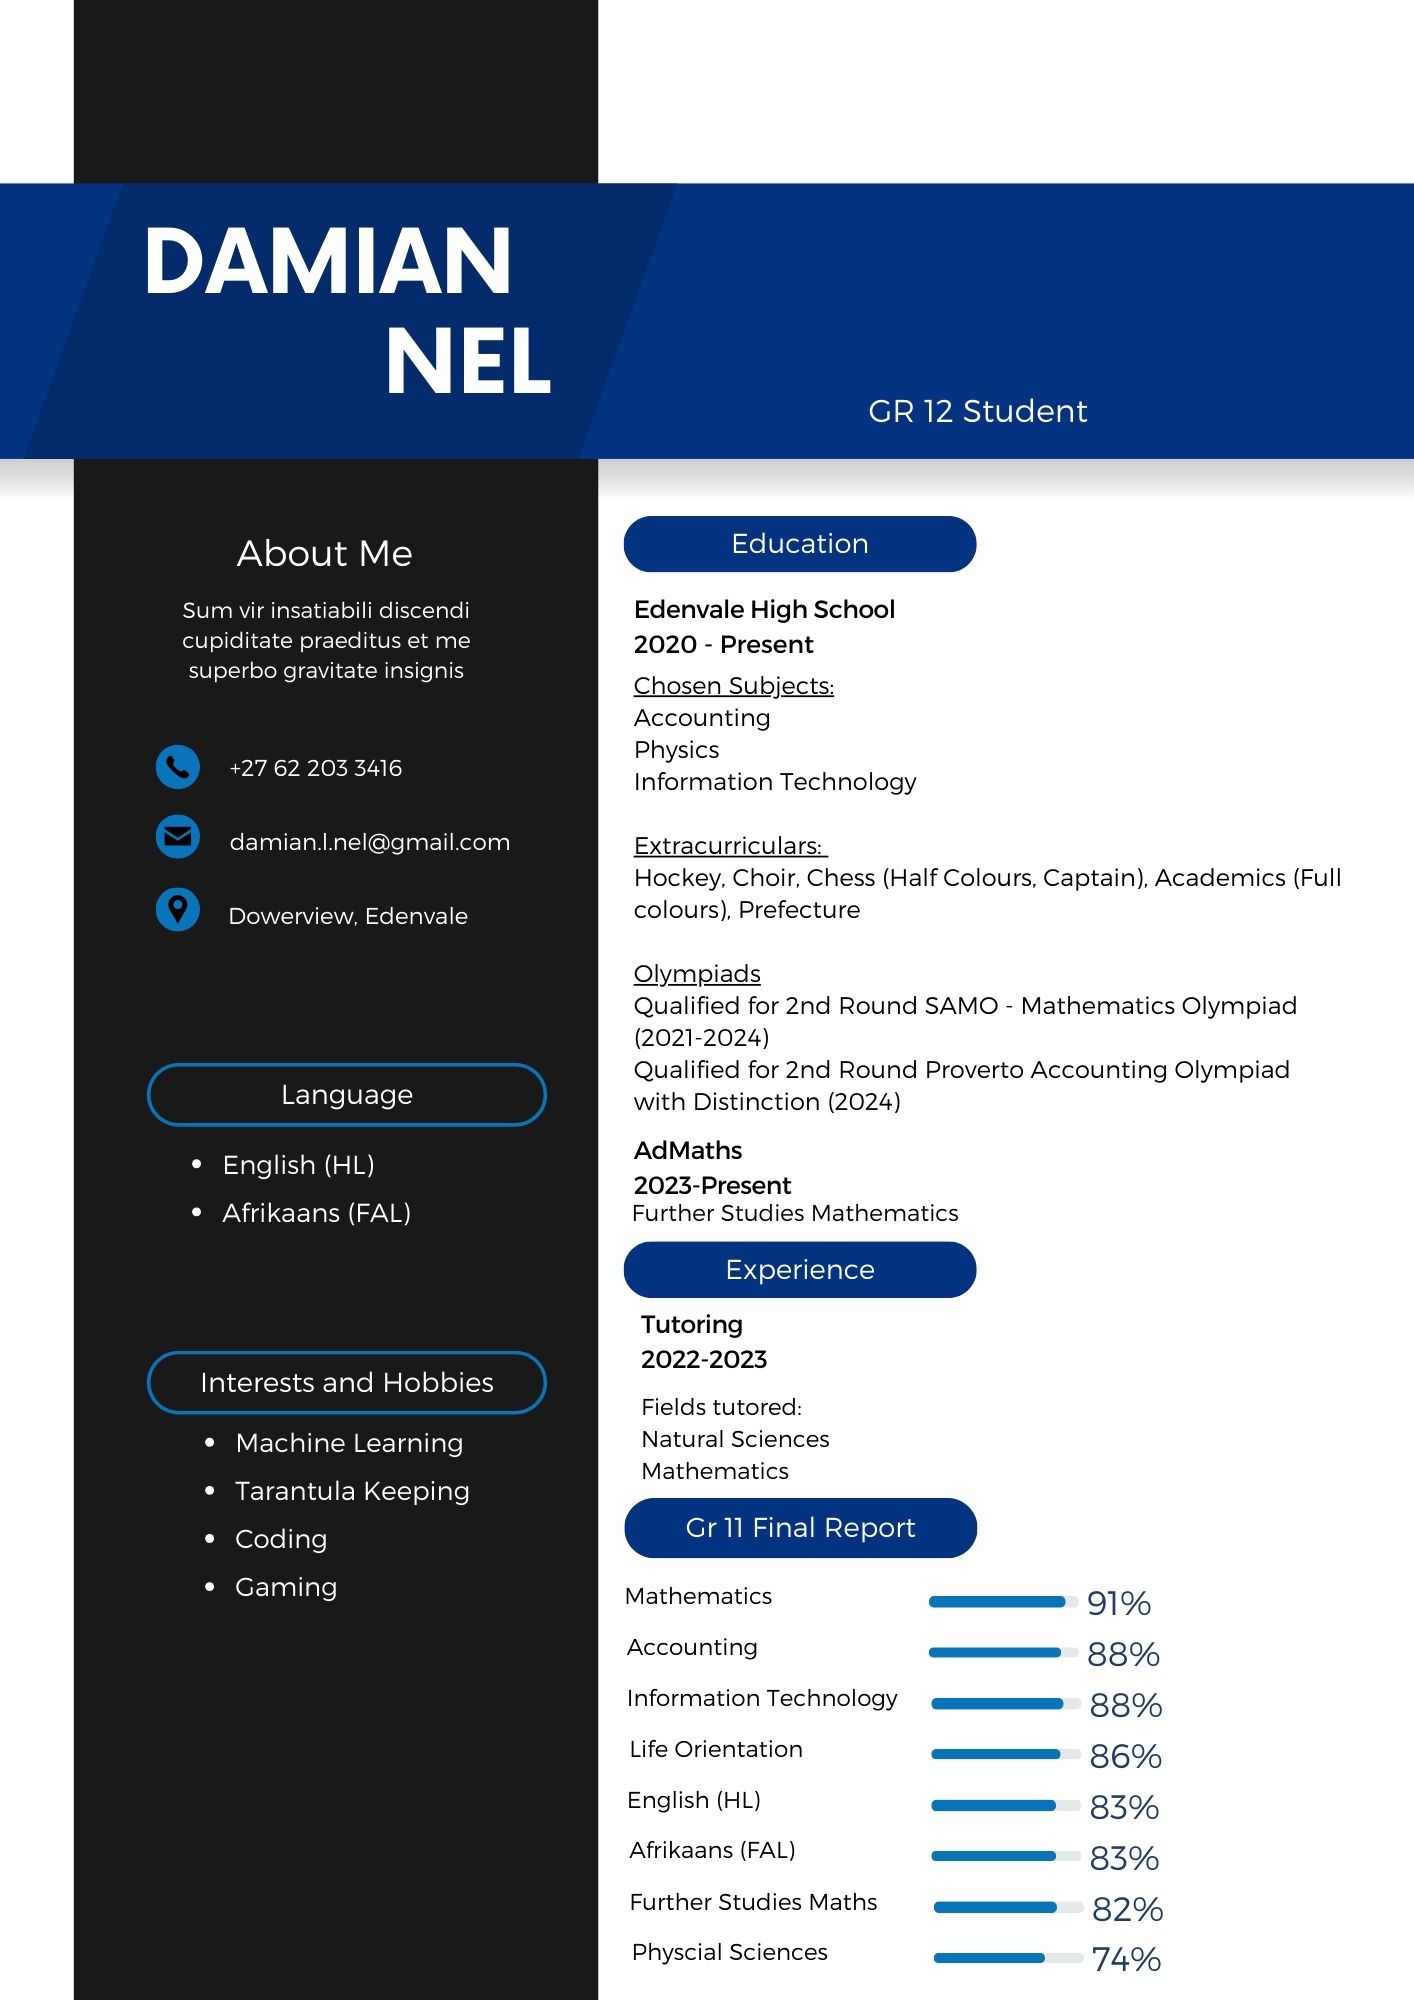 DAMIAN
NEL
GR 12 Student
About Me
Sum vir insatiabili discendi
cupiditate praeditus et me
superbo gravitate insignis
+27 62 203 3416
damian.l.nel@gmail.com
Dowerview, Edenvale
Language
• English (HL)
• Afrikaans (FAL)
Interests and Hobbies
• Machine Learning
• Tarantula Keeping
• Coding
• Gaming
Education
Edenvale High School
2020 - Present
Chosen Subjects:
Accounting
Physics
Information Technology
Extracurriculars:
Hockey, Choir, Chess (Half Colours, Captain), Academics (Full
colours), Prefecture
Olympiads
Qualified for 2nd Round SAMO - Mathematics Olympiad
(2021-2024)
Qualified for 2nd Round Proverto Accounting Olympiad
with Distinction (2024)
AdMaths
2023-Present
Further Studies Mathematics
Experience
Tutoring
2022-2023
Fields tutored:
Natural Sciences
Mathematics
Gr 11 Final Report
Mathematics 91%
Accounting 88%
Information Technology 88%
Life Orientation 86%
English (HL) 83%
Afrikaans (FAL) 83%
Further Studies Maths 82%
Physcial Sciences 74%